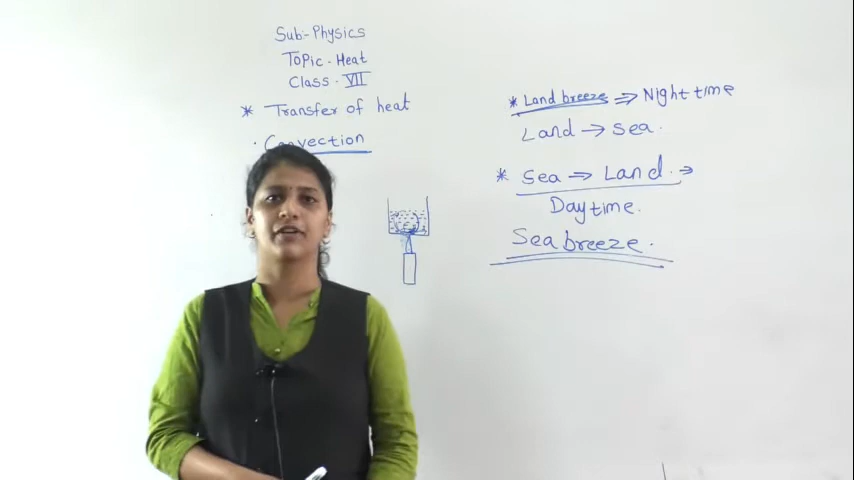 Sub:- Physics
Topic - Heat
Class - VII
* Transfer of heat
· Convection
* Land breeze ⇒ Night time
Land → sea.
* Sea → Land. →
Day time.
Sea breeze.